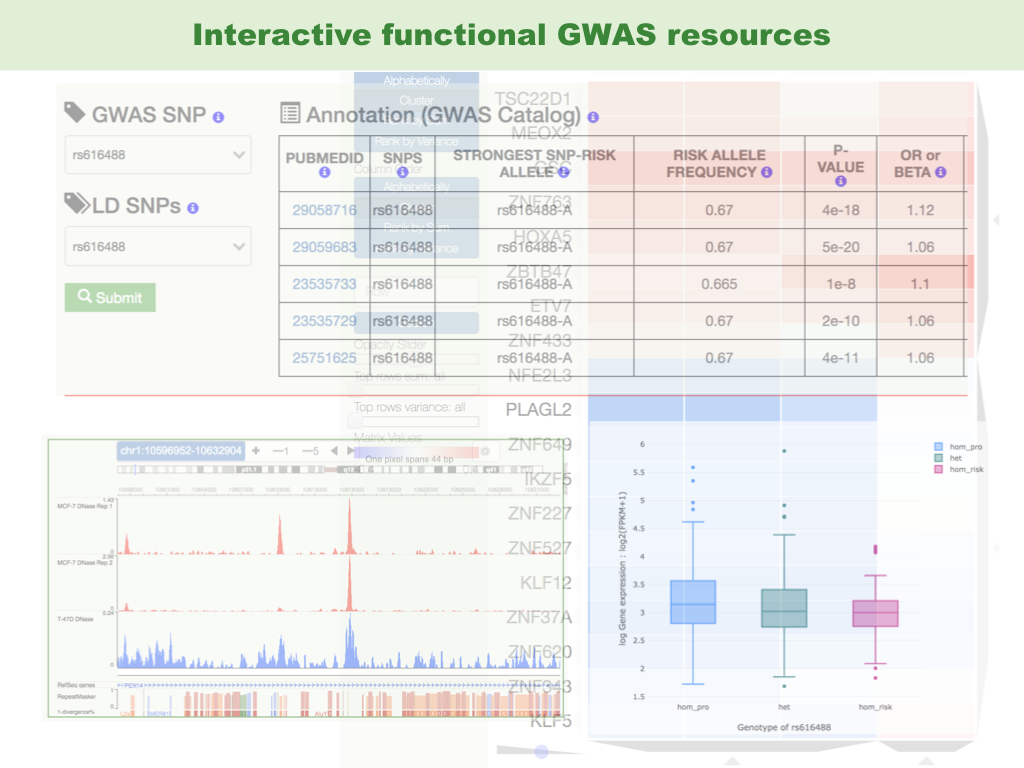 Interactive functional GWAS resources
GWAS SNP
rs616488
LD SNPs
rs616488
Submit
Annotation (GWAS Catalog)
PUBMEDID SNPS STRONGEST SNP-RISK ALLELE RISK ALLELE FREQUENCY P-VALUE OR or BETA
29058716 rs616488 rs616488-A 0.67 4e-18 1.12
29059683 rs616488 rs616488-A 0.67 5e-20 1.06
23535733 rs616488 rs616488-A 0.665 1e-8 1.1
23535729 rs616488 rs616488-A 0.67 2e-10 1.06
25751625 rs616488 rs616488-A 0.67 4e-11 1.06
Alphabetically
Cluster
Rank by Variance
Alphabetically
Rank by Sum
Opacity Slider
Top rows sum: all
Top rows variance: all
Matrix Values
TSC22D1
MEOX2
ZNF763
HOXA5
ZBTB47
ETV7
ZNF433
NFE2L3
PLAGL2
ZNF649
IKZF5
ZNF227
ZNF527
KLF12
ZNF37A
ZNF620
ZNF343
KLF5
chr1:10596952-10632904
—1 —5
One pixel spans 44 bp
MCF-7 DNase Rep 1
MCF-7 DNase Rep 2
T-47D DNase
RefSeq genes
PEX14
RepeatMasker
1-divergence%
AluY
log Gene expression : log2(FPKM+1)
6
5.5
5
4.5
4
3.5
3
2.5
2
1.5
hom_pro
het
hom_risk
hom_pro het hom_risk
Genotype of rs616488